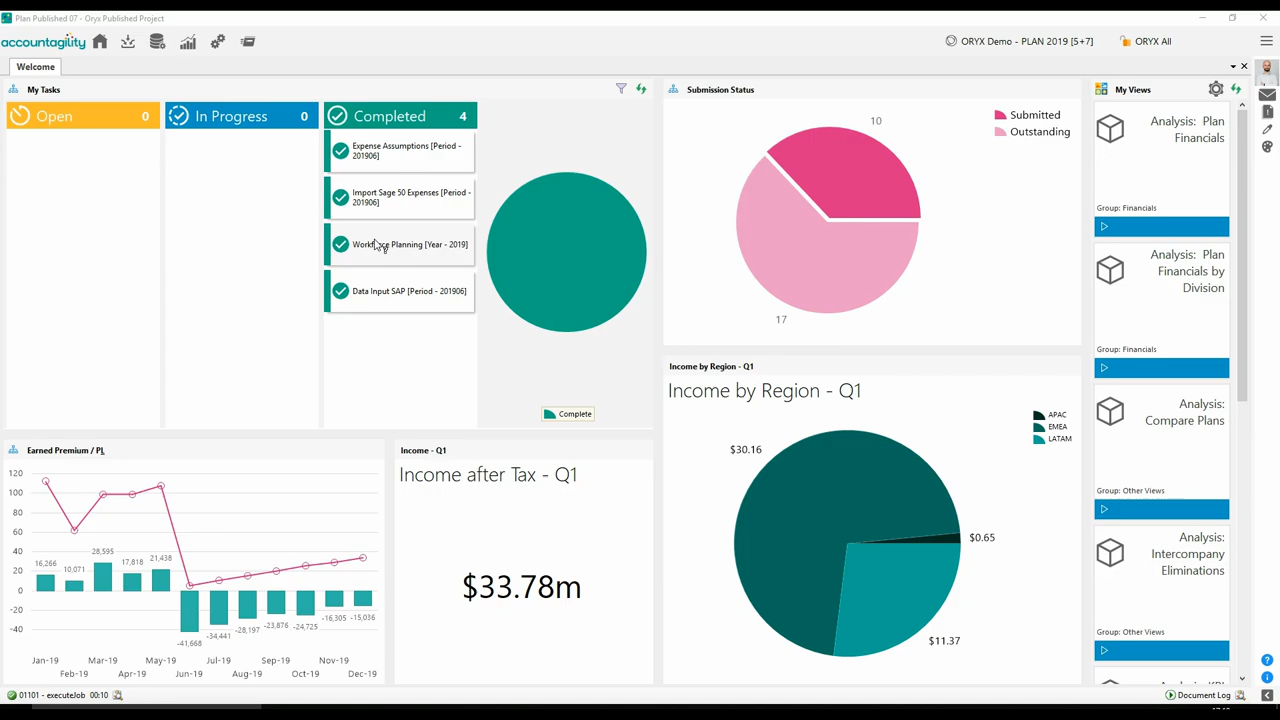 Plan Published 07 - Oryx Published Project
accountagility
ORYX Demo - PLAN 2019 [5+7]
ORYX All
Welcome
My Tasks
Open 0
In Progress 0
Completed 4
Expense Assumptions [Period -
201906]
Import Sage 50 Expenses [Period -
201906]
Workforce Planning [Year - 2019]
Data Input SAP [Period - 201906]
Complete
Submission Status
Submitted
Outstanding
10
17
Earned Premium / PL
120
100
80
60
40
20
0
-20
-40
16,266
10,071
28,595
17,818
21,438
-41,668
-34,441
-28,197
-23,876
-24,725
-16,305
-15,036
Jan-19
Feb-19
Mar-19
Apr-19
May-19
Jun-19
Jul-19
Aug-19
Sep-19
Oct-19
Nov-19
Dec-19
Income - Q1
Income after Tax - Q1
$33.78m
Income by Region - Q1
Income by Region - Q1
APAC
EMEA
LATAM
$30.16
$0.65
$11.37
My Views
Analysis: Plan
Financials
Group: Financials
Analysis: Plan
Financials by
Division
Group: Financials
Analysis:
Compare Plans
Group: Other Views
Analysis:
Intercompany
Eliminations
Group: Other Views
01101 - executeJob 00:10
Document Log